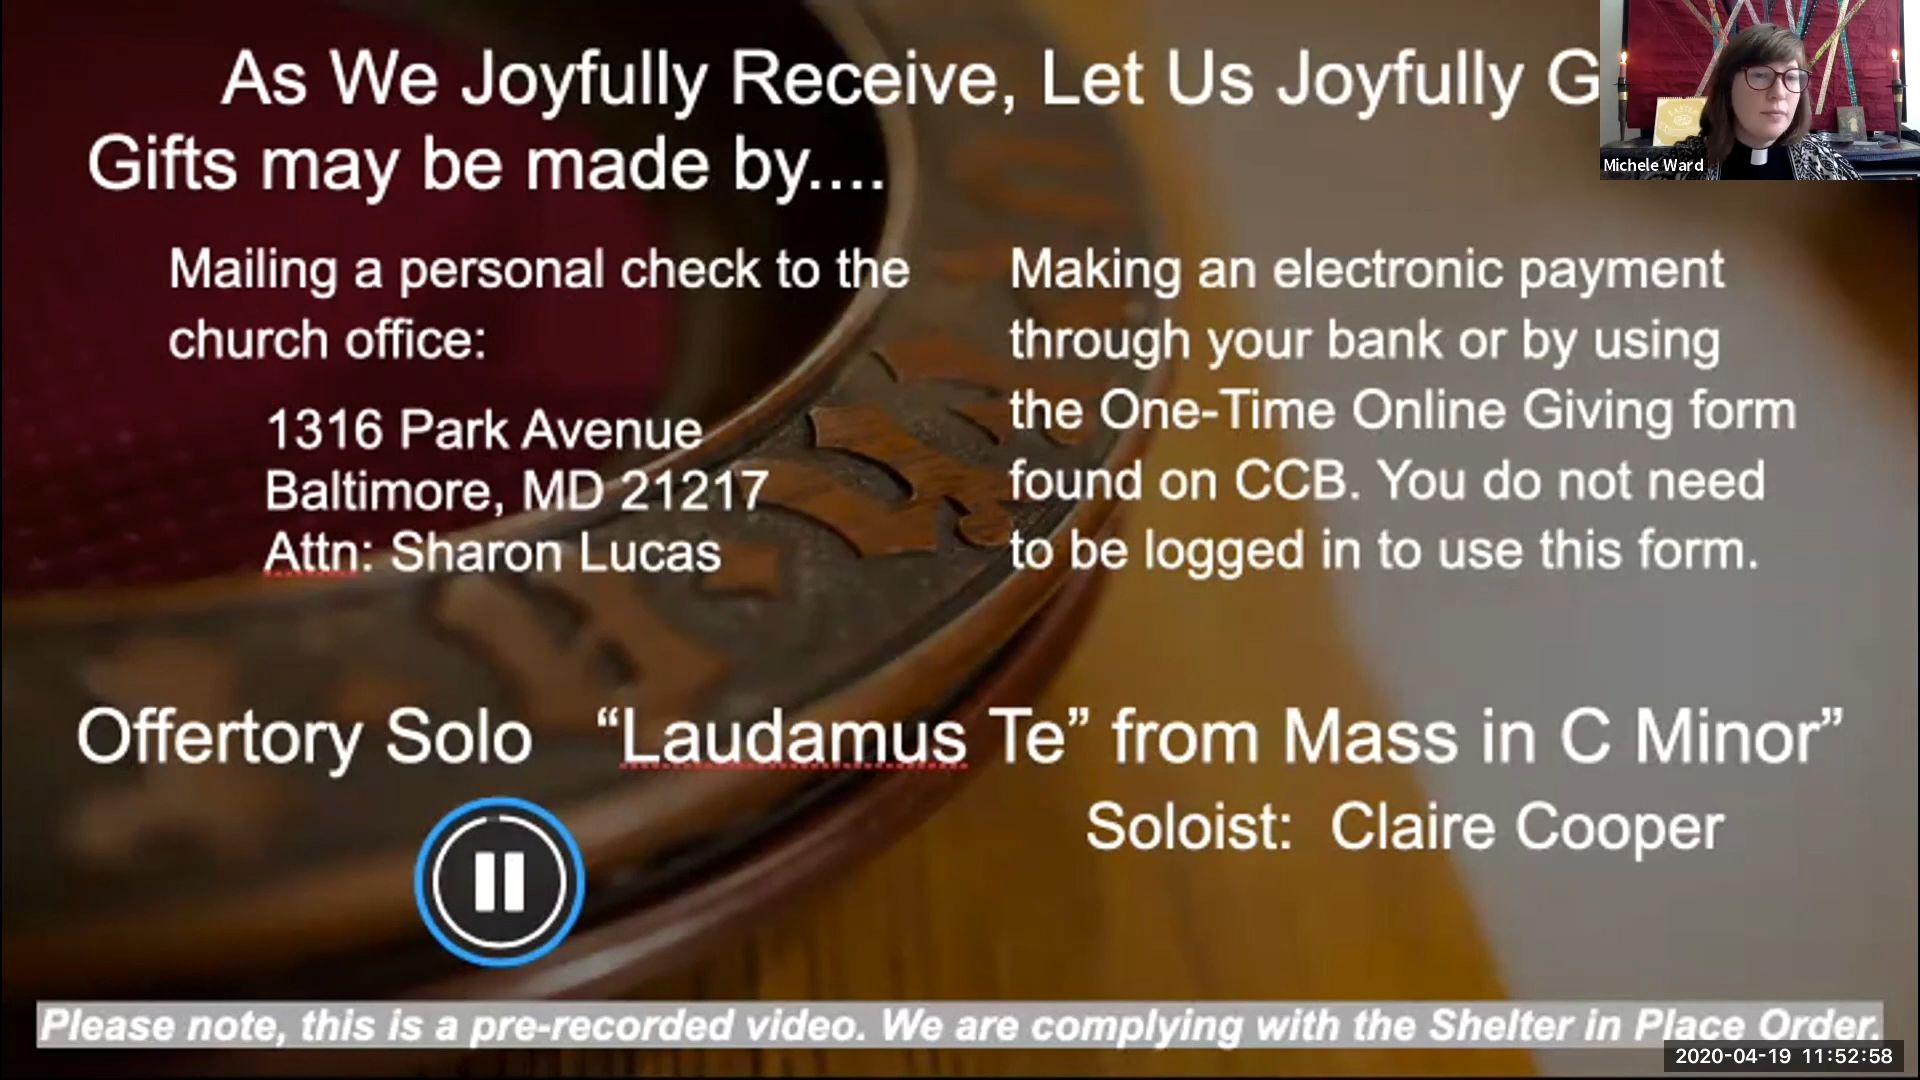 As We Joyfully Receive, Let Us Joyfully G
Gifts may be made by....
Mailing a personal check to the
church office:
1316 Park Avenue
Baltimore, MD 21217
Attn: Sharon Lucas
Making an electronic payment
through your bank or by using
the One-Time Online Giving form
found on CCB. You do not need
to be logged in to use this form.
Offertory Solo “Laudamus Te” from Mass in C Minor”
Soloist: Claire Cooper
Please note, this is a pre-recorded video. We are complying with the Shelter in Place Order.
Michele Ward
2020-04-19 11:52:58